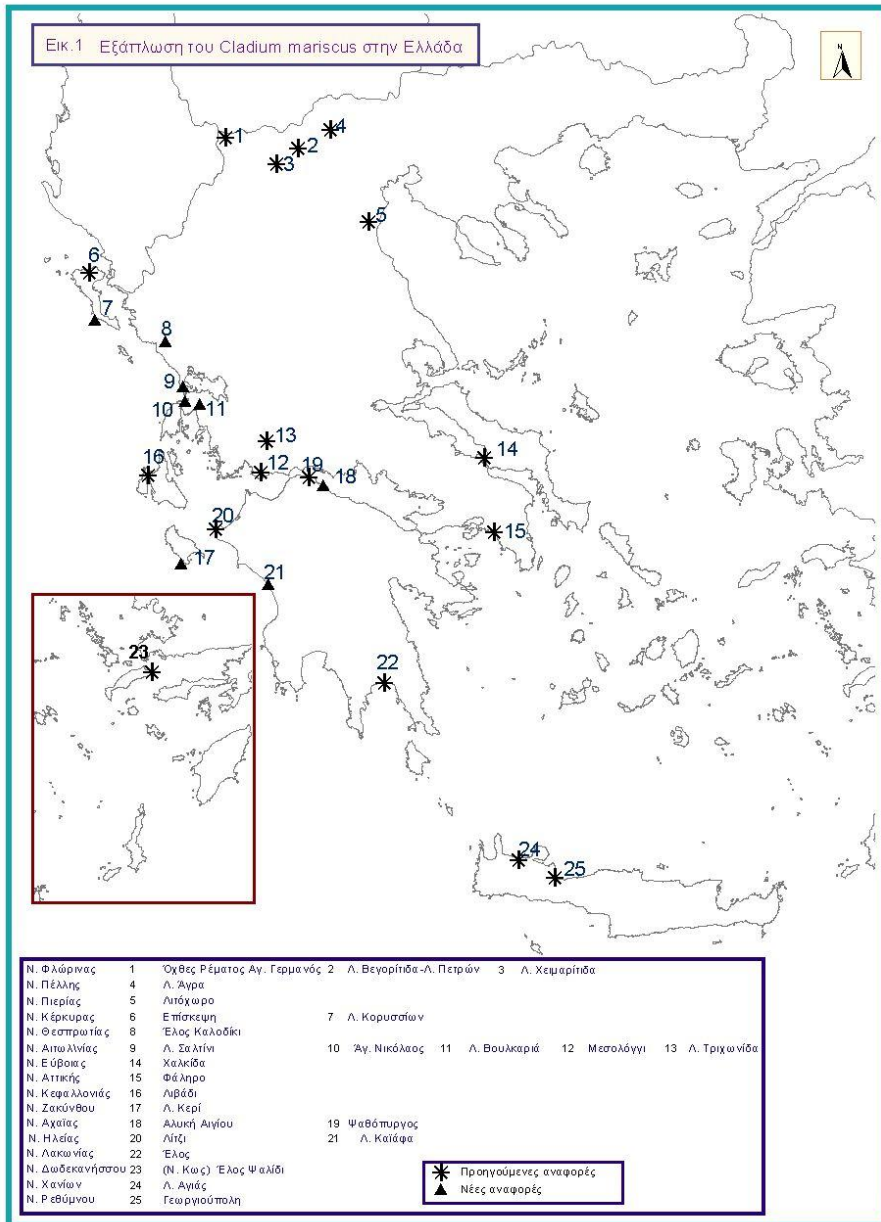 Εικ.1 Εξάπλωση του Cladium mariscus στην Ελλάδα
N
1
4
2
3
5
6
7
8
9
10
11
13
14
16
12
19
18
20
15
17
21
23
22
24
25
Ν. Φλώρινας 1 Όχθες Ρέματος Αγ. Γερμανός 2 Λ. Βεγορίτιδα-Λ. Πετρών 3 Λ. Χειμαρίτιδα
Ν. Πέλλης 4 Λ. Άγρα
Ν. Πιερίας 5 Λιτόχωρο
Ν. Κέρκυρας 6 Επίσκεψη 7 Λ. Κορυσσίων
Ν. Θεσπρωτίας 8 Έλος Καλοδίκι
Ν. Αιτωλ\νίας 9 Λ. Σαλτίνι 10 Άγ. Νικόλαος 11 Λ. Βουλκαριά 12 Μεσολόγγι 13 Λ. Τριχωνίδα
Ν. Εύβοιας 14 Χαλκίδα
Ν. Αττικής 15 Φάληρο
Ν. Κεφαλλονιάς 16 Λιβάδι
Ν. Ζακύνθου 17 Λ. Κερί
Ν. Αχαϊας 18 Αλυκή Αιγίου 19 Ψαθόπυργος
Ν. Ηλείας 20 Λίτζι 21 Λ. Καϊάφα
Ν. Λακωνίας 22 Έλος
Ν. Δωδεκανήσσου 23 (Ν. Κως) Έλος Ψαλίδι
Ν. Χανίων 24 Λ. Αγιάς
Ν. Ρεθύμνου 25 Γεωργιούπολη
Προηγούμενες αναφορές
Νέες αναφορές